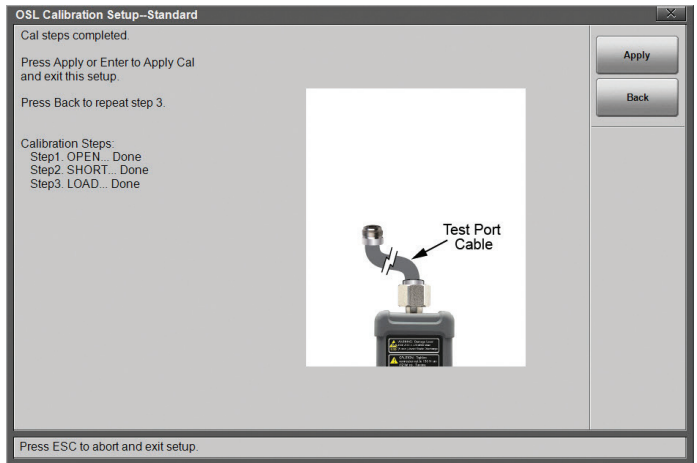 OSL Calibration Setup--Standard
Cal steps completed.
Press Apply or Enter to Apply Cal
and exit this setup.
Press Back to repeat step 3.
Calibration Steps:
Step1. OPEN... Done
Step2. SHORT... Done
Step3. LOAD... Done
Test Port
Cable
Apply
Back
Press ESC to abort and exit setup.